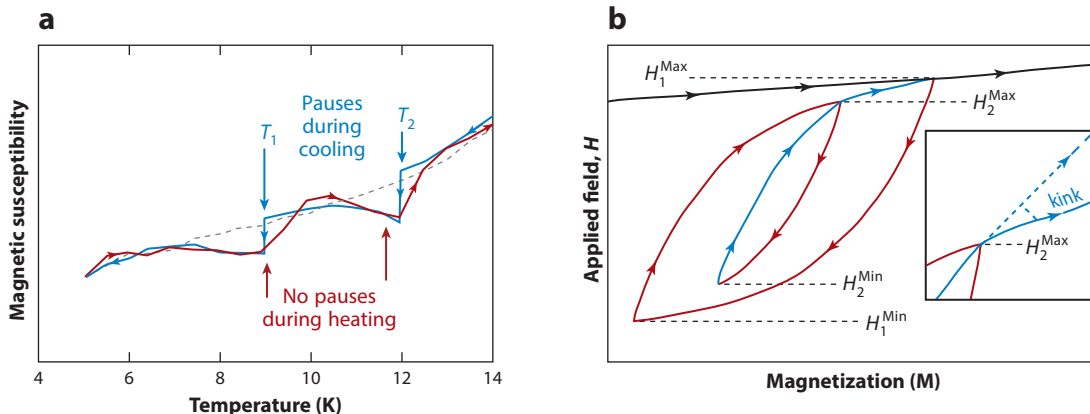 a
Magnetic susceptibility
T1
Pauses
during
cooling
T2
No pauses
during heating
4
6
8
10
12
14
Temperature (K)
b
Applied field, H
H1Max
H2Max
H2Min
H1Min
kink
H2Max
Magnetization (M)